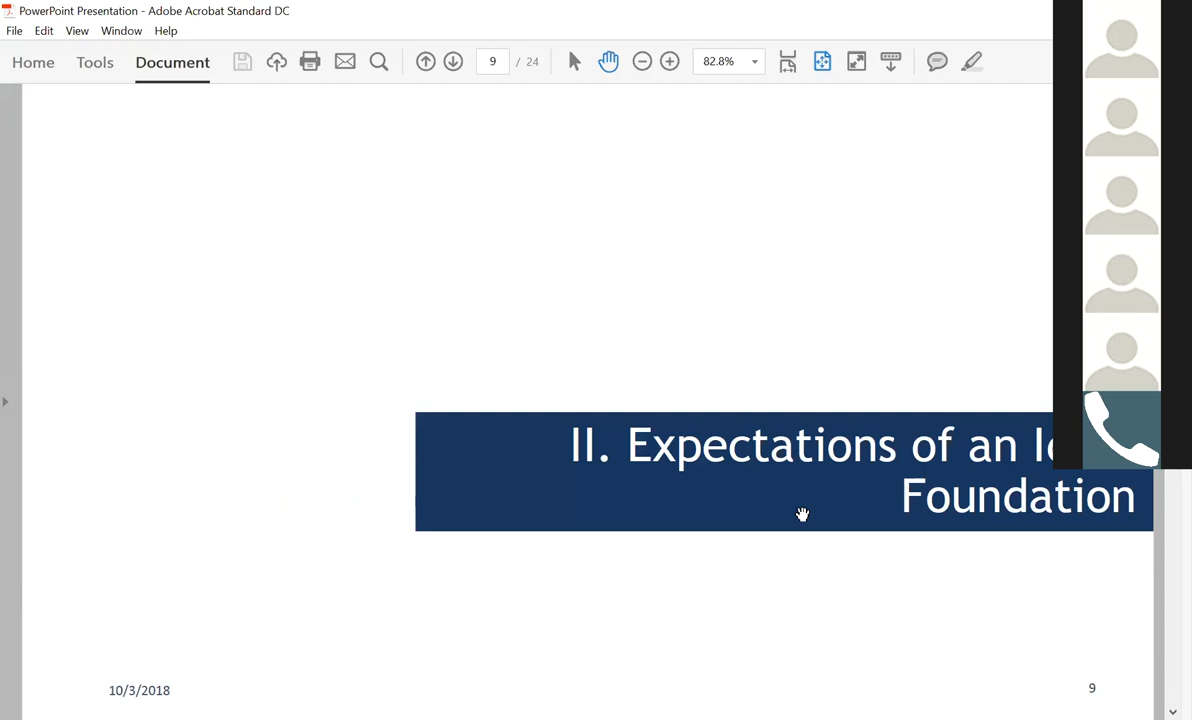 PowerPoint Presentation - Adobe Acrobat Standard DC
File Edit View Window Help
Home Tools Document 9 / 24 82.8%
II. Expectations of an
Foundation
10/3/2018
9